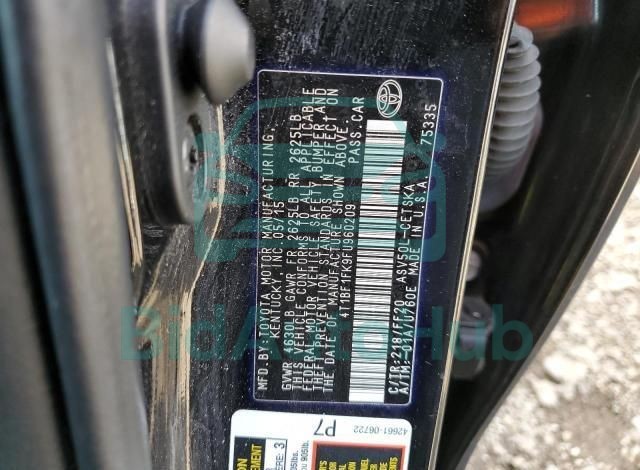 MFD.BY:TOYOTA MOTOR MANUFACTURING,
KENTUCKY, INC. 05/15
GVWR 4630LB GAWR FR 2625LB RR 2625LB
THIS VEHICLE CONFORMS TO ALL APPLICABLE
FEDERAL MOTOR VEHICLE SAFETY, BUMPER, AND
THEFT PREVENTION STANDARDS IN EFFECT ON
THE DATE OF MANUFACTURE SHOWN ABOVE.
4T1BF1FK9FU960209 PASS.CAR
C/TR:218/FF20 ASV50L-CETSKA
A/TM:-01A/U760E MADE IN U.S.A. 75335
P7
42661-06722
BidAutoHub